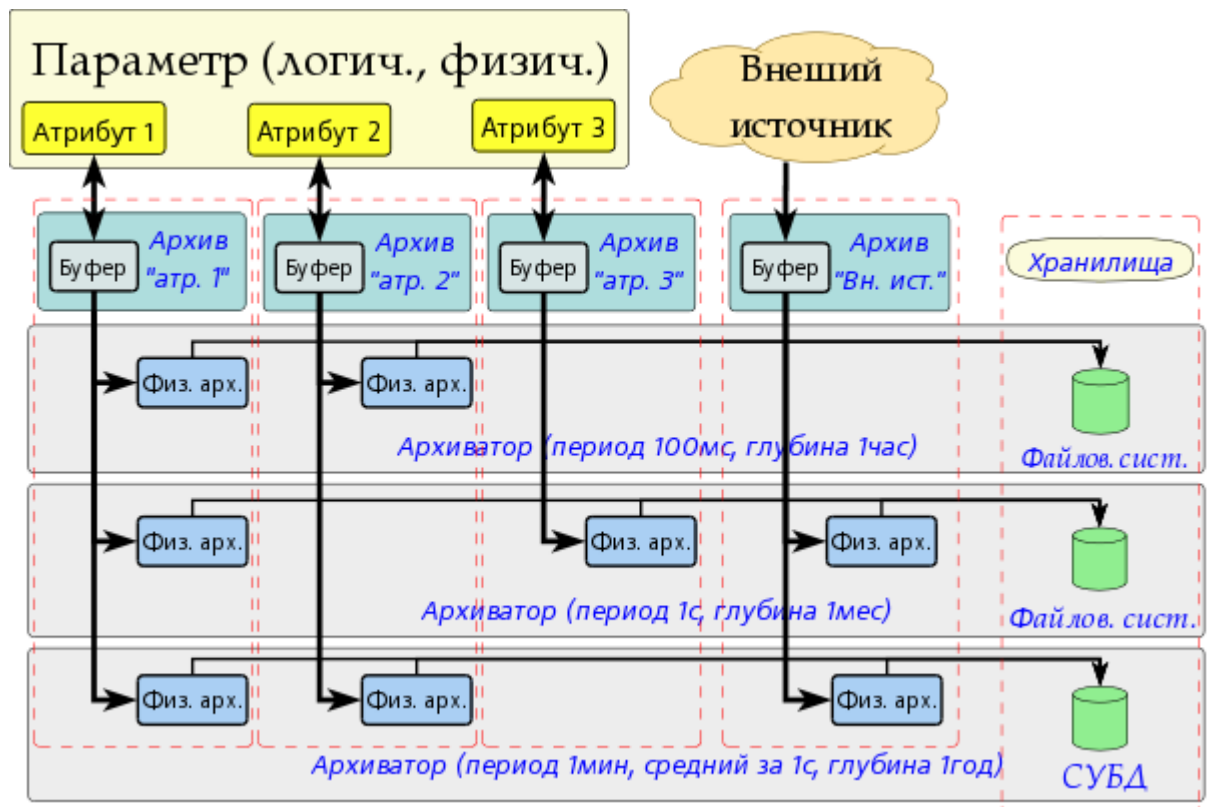 Параметр (логич., физич.)
Внеший
источник
Атрибут 1
Атрибут 2
Атрибут 3
Буфер
Архив
"атр. 1"
Буфер
Архив
"атр. 2"
Буфер
Архив
"атр. 3"
Буфер
Архив
"Вн. ист."
Хранилища
Физ. арх.
Физ. арх.
Архиватор (период 100мс, глубина 1час)
Файлов. сист.
Физ. арх.
Физ. арх.
Физ. арх.
Архиватор (период 1с, глубина 1мес)
Файлов. сист.
Физ. арх.
Физ. арх.
Физ. арх.
Архиватор (период 1мин, средний за 1с, глубина 1год)
СУБД